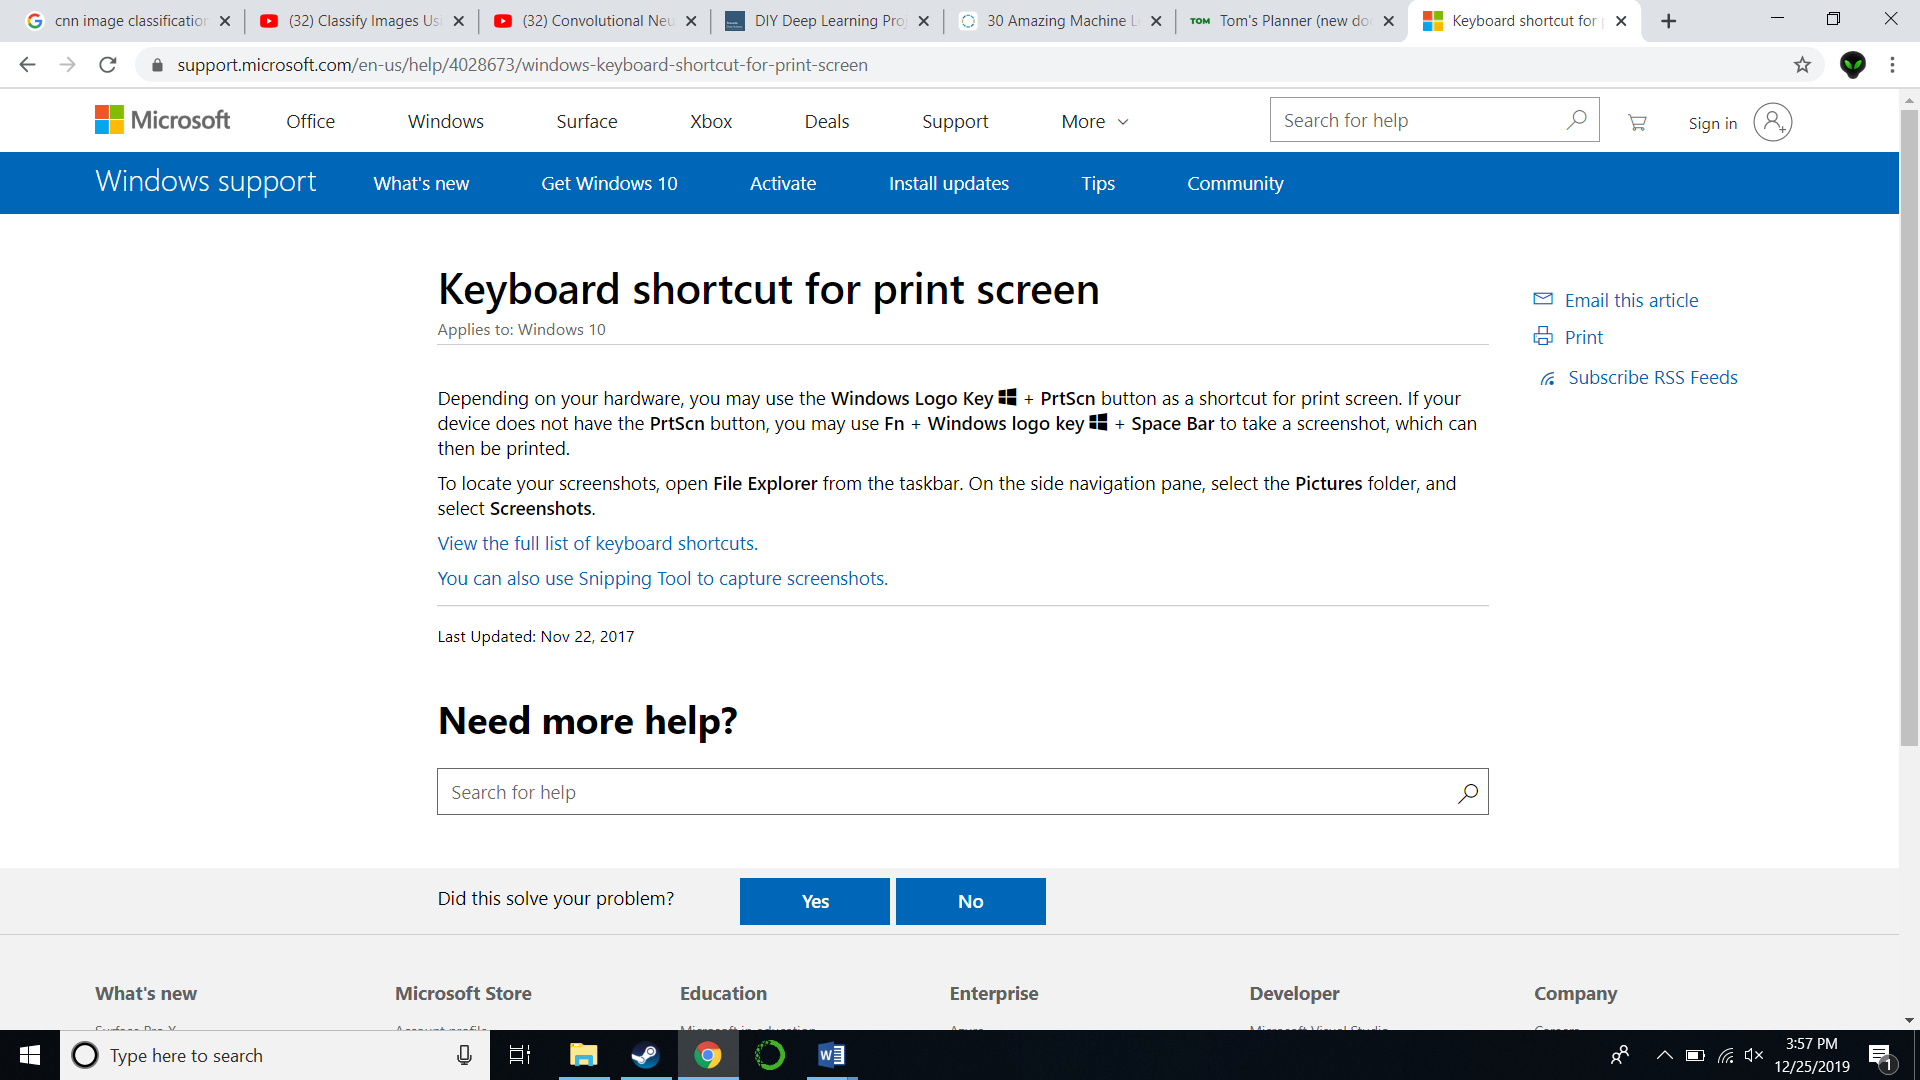 cnn image classification
(32) Classify Images Usi
(32) Convolutional Neu
DIY Deep Learning Proj
30 Amazing Machine Le
TOM Tom's Planner (new do
Keyboard shortcut for p
support.microsoft.com/en-us/help/4028673/windows-keyboard-shortcut-for-print-screen
Microsoft Office Windows Surface Xbox Deals Support More Search for help Sign in
Windows support What's new Get Windows 10 Activate Install updates Tips Community
Keyboard shortcut for print screen
Applies to: Windows 10
Email this article
Print
Subscribe RSS Feeds
Depending on your hardware, you may use the Windows Logo Key + PrtScn button as a shortcut for print screen. If your
device does not have the PrtScn button, you may use Fn + Windows logo key + Space Bar to take a screenshot, which can
then be printed.
To locate your screenshots, open File Explorer from the taskbar. On the side navigation pane, select the Pictures folder, and
select Screenshots.
View the full list of keyboard shortcuts.
You can also use Snipping Tool to capture screenshots.
Last Updated: Nov 22, 2017
Need more help?
Search for help
Did this solve your problem? Yes No
What's new Microsoft Store Education Enterprise Developer Company
Type here to search
3:57 PM
12/25/2019
1